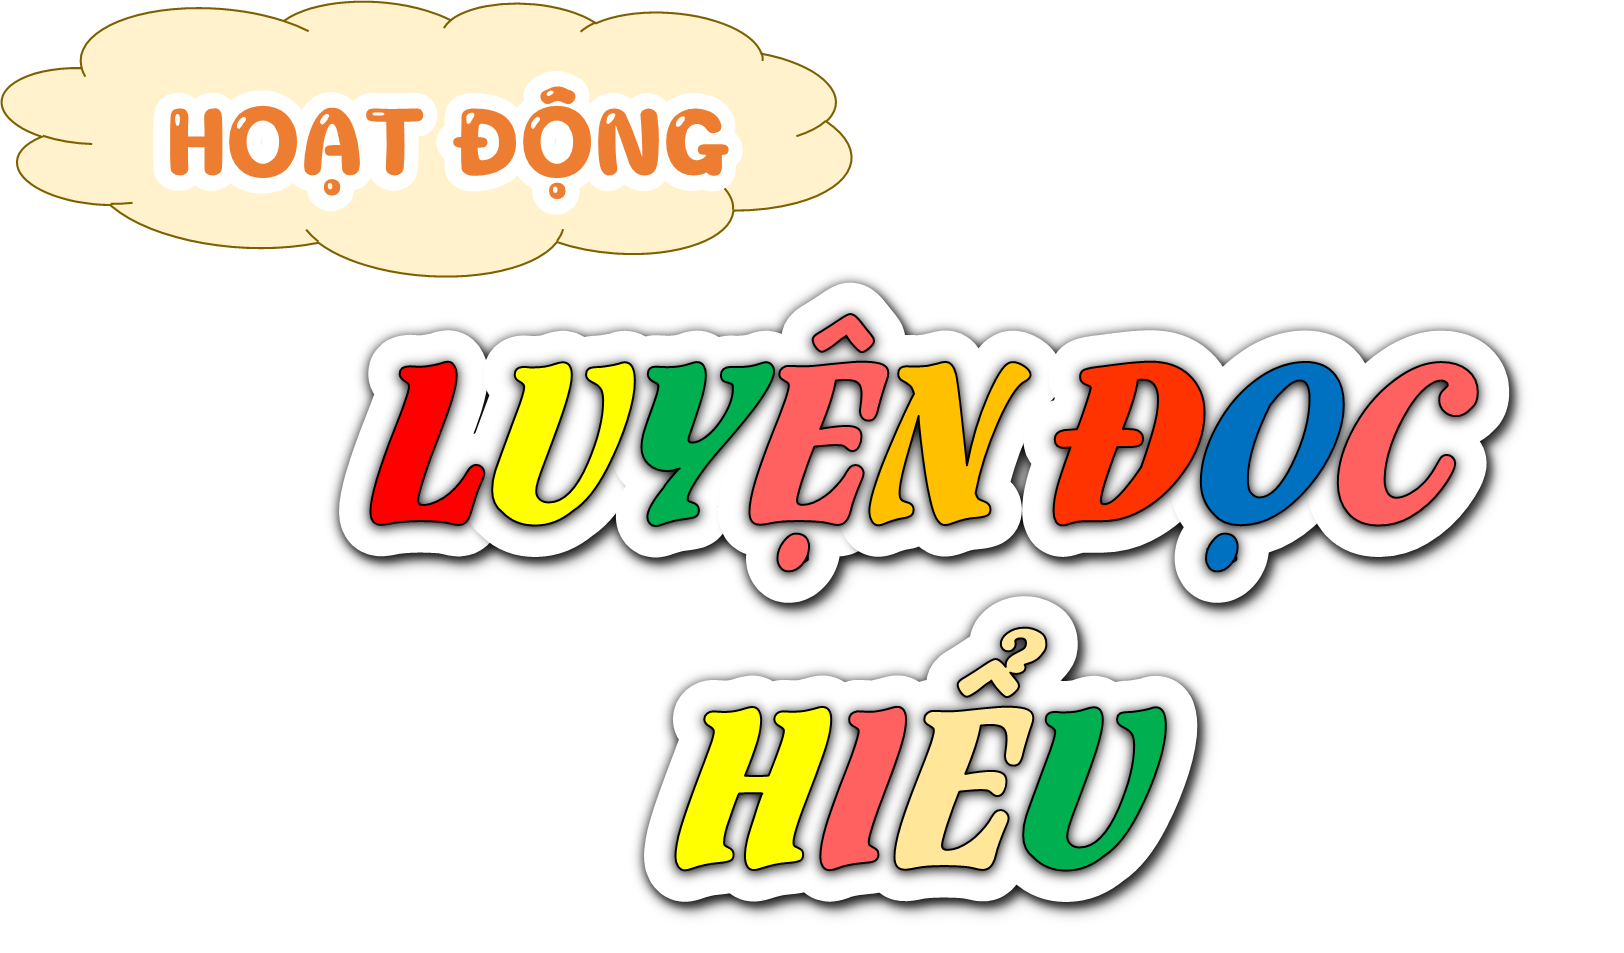 HOẠT ĐỘNG
LUYỆN ĐỌC
HIỂU